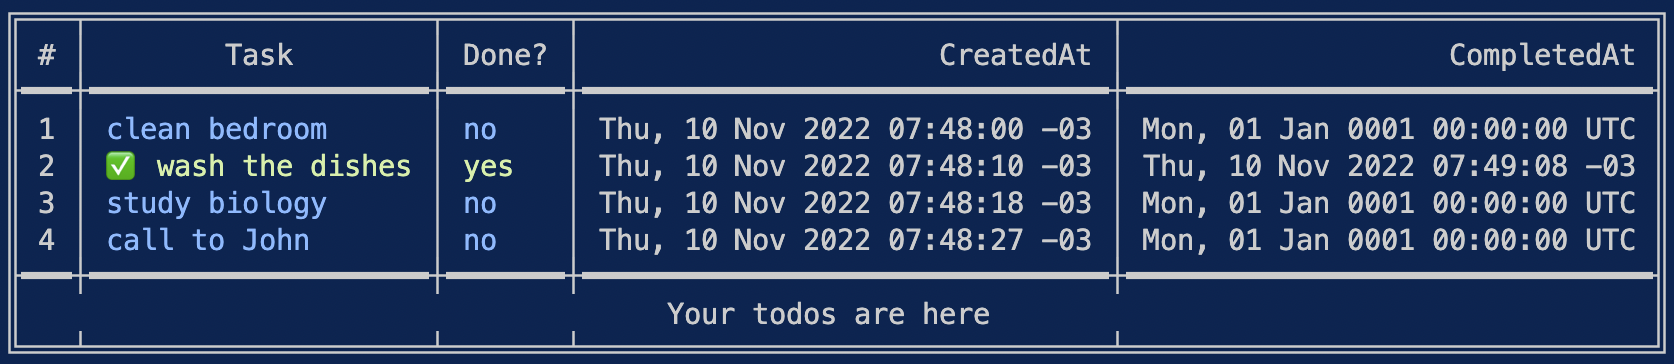 # Task Done? CreatedAt CompletedAt
1 clean bedroom no Thu, 10 Nov 2022 07:48:00 -03 Mon, 01 Jan 0001 00:00:00 UTC
2 ✅ wash the dishes yes Thu, 10 Nov 2022 07:48:10 -03 Thu, 10 Nov 2022 07:49:08 -03
3 study biology no Thu, 10 Nov 2022 07:48:18 -03 Mon, 01 Jan 0001 00:00:00 UTC
4 call to John no Thu, 10 Nov 2022 07:48:27 -03 Mon, 01 Jan 0001 00:00:00 UTC
Your todos are here